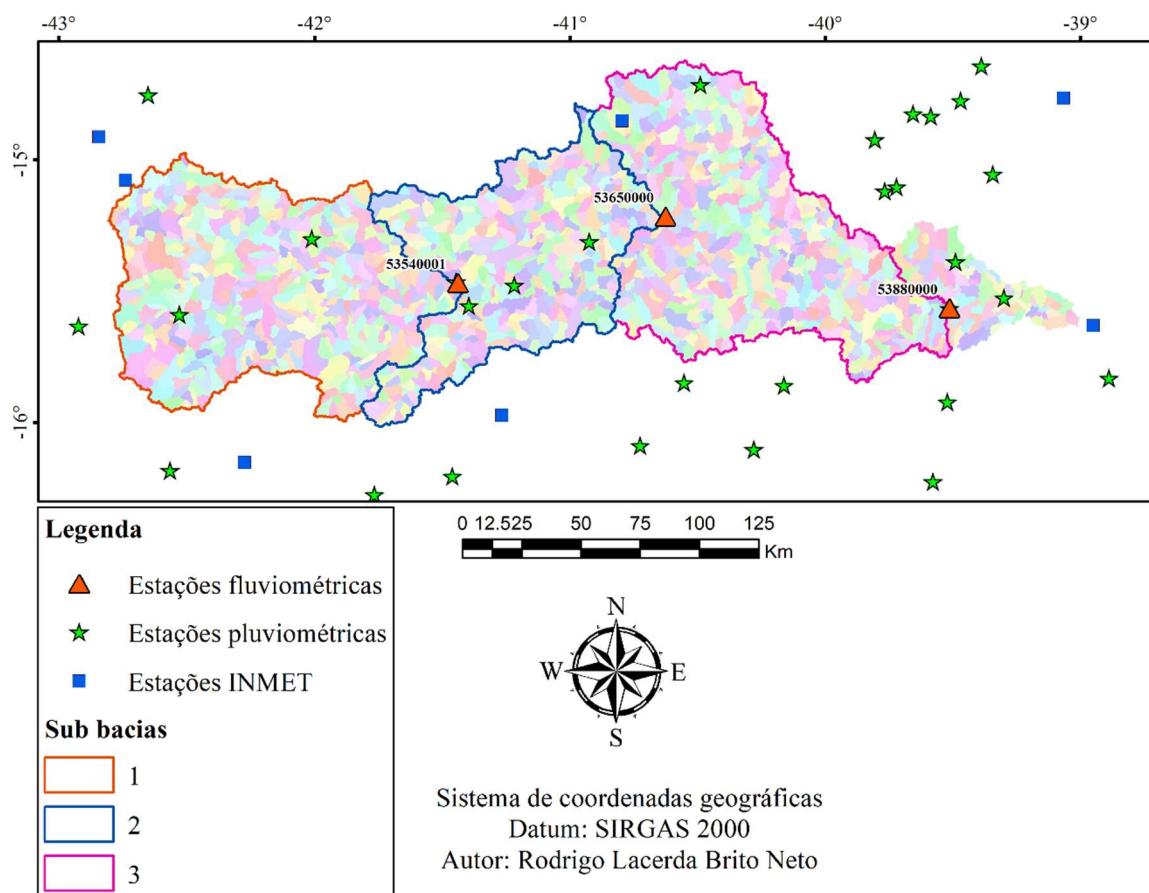 -43° -42° -41° -40° -39°
-15°
53650000
53540001
53880000
-16°
Legenda
Estações fluviométricas
Estações pluviométricas
Estações INMET
Sub bacias
1
2
3
0 12.525 50 75 100 125
Km
N
W E
S
Sistema de coordenadas geográficas
Datum: SIRGAS 2000
Autor: Rodrigo Lacerda Brito Neto